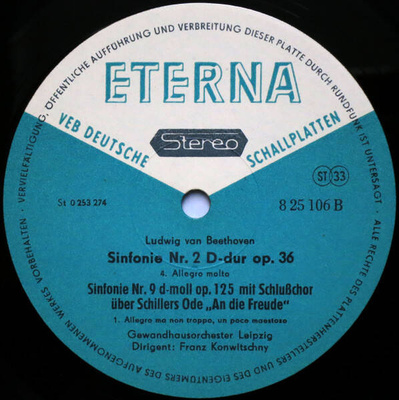 VERVIELFÄLTIGUNG, ÖFFENTLICHE AUFFÜHRUNG UND VERBREITUNG DIESER PLATTE DURCH RUNDFUNK IST UNTERSAGT · ALLE RECHTE DES PLATTENHERSTELLERS UND DES EIGENTÜMERS DES AUFGENOMMENEN WERKES VORBEHALTEN ·
ETERNA
VEB DEUTSCHE SCHALLPLATTEN
Stereo
St 0 253 274
ST 33
8 25 106 B
Ludwig van Beethoven
Sinfonie Nr. 2 D-dur op. 36
4. Allegro molto
Sinfonie Nr. 9 d-moll op. 125 mit Schlußchor
über Schillers Ode „An die Freude“
1. Allegro ma non troppo, un poco maestoso
Gewandhausorchester Leipzig
Dirigent: Franz Konwitschny